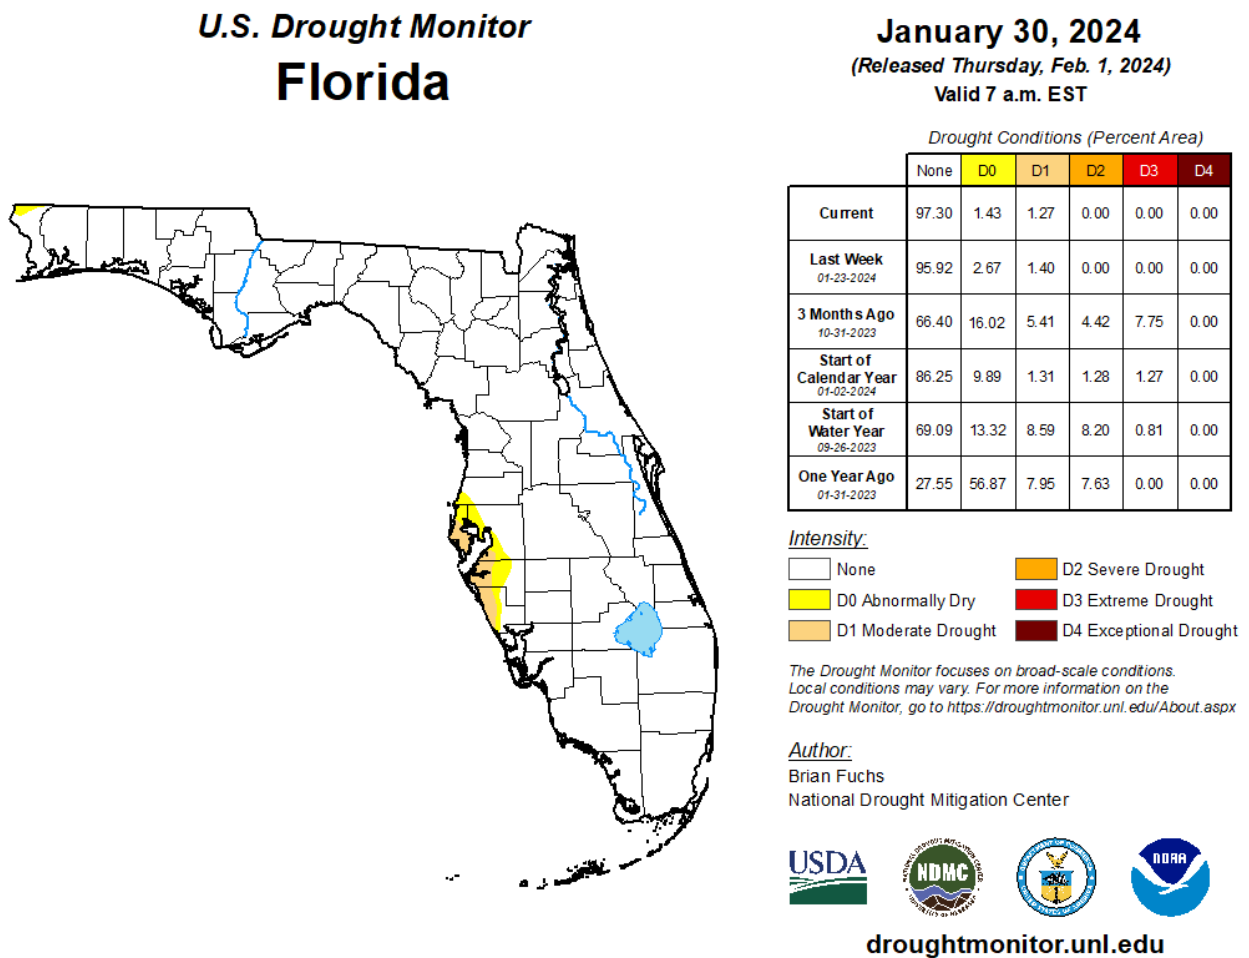 U.S. Drought Monitor
Florida
January 30, 2024
(Released Thursday, Feb. 1, 2024)
Valid 7 a.m. EST
Drought Conditions (Percent Area)
None D0 D1 D2 D3 D4
Current 97.30 1.43 1.27 0.00 0.00 0.00
Last Week
01-23-2024 95.92 2.67 1.40 0.00 0.00 0.00
3 Months Ago
10-31-2023 66.40 16.02 5.41 4.42 7.75 0.00
Start of
Calendar Year
01-02-2024 86.25 9.89 1.31 1.28 1.27 0.00
Start of
Water Year
09-26-2023 69.09 13.32 8.59 8.20 0.81 0.00
One Year Ago
01-31-2023 27.55 56.87 7.95 7.63 0.00 0.00
Intensity:
None
D0 Abnormally Dry
D1 Moderate Drought
D2 Severe Drought
D3 Extreme Drought
D4 Exceptional Drought
The Drought Monitor focuses on broad-scale conditions.
Local conditions may vary. For more information on the
Drought Monitor, go to https://droughtmonitor.unl.edu/About.aspx
Author:
Brian Fuchs
National Drought Mitigation Center
USDA
NDMC
NOAA
droughtmonitor.unl.edu